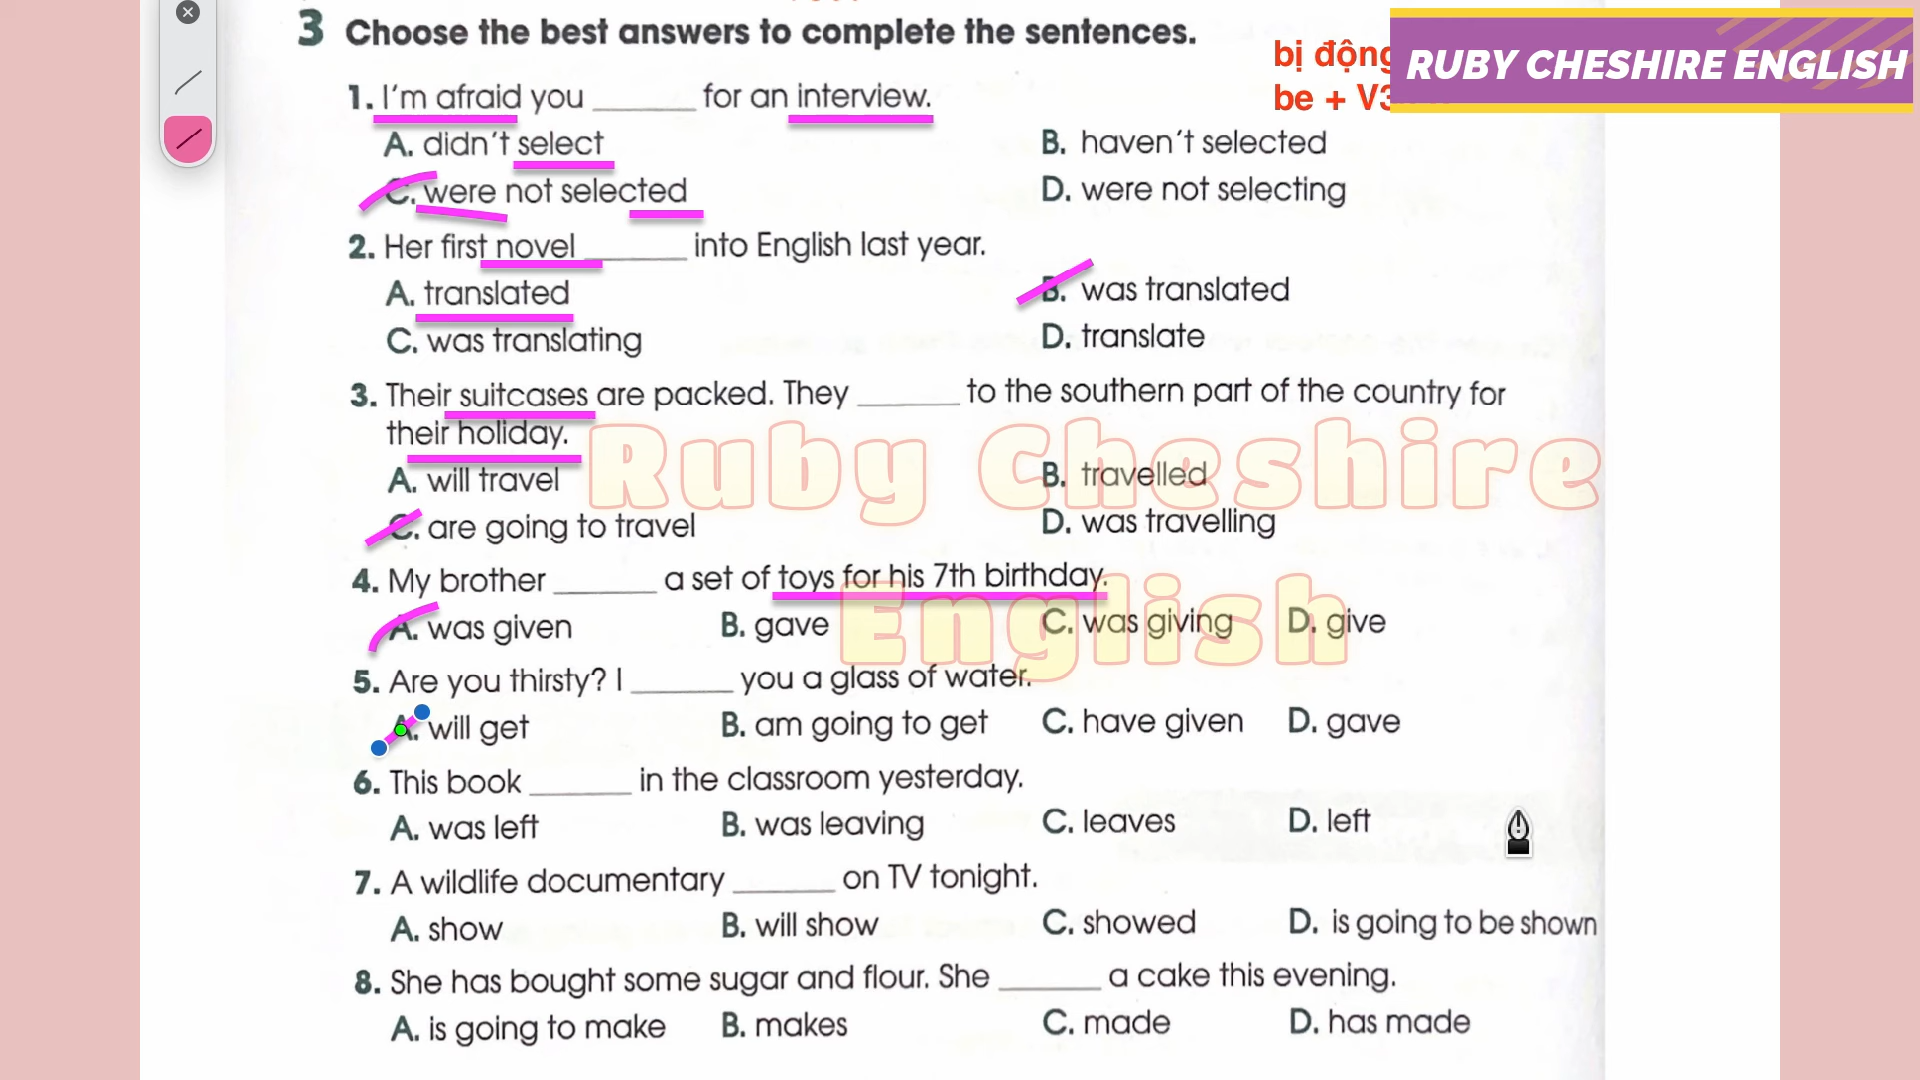 3 Choose the best answers to complete the sentences.
bị động
be + V3
RUBY CHESHIRE ENGLISH
1. I'm afraid you ______ for an interview.
A. didn't select
B. haven't selected
C. were not selected
D. were not selecting
2. Her first novel ______ into English last year.
A. translated
B. was translated
C. was translating
D. translate
3. Their suitcases are packed. They ______ to the southern part of the country for
their holiday.
A. will travel
B. travelled
C. are going to travel
D. was travelling
Ruby Cheshire
English
4. My brother ______ a set of toys for his 7th birthday.
A. was given B. gave C. was giving D. give
5. Are you thirsty? I ______ you a glass of water.
A. will get B. am going to get C. have given D. gave
6. This book ______ in the classroom yesterday.
A. was left B. was leaving C. leaves D. left
7. A wildlife documentary ______ on TV tonight.
A. show B. will show C. showed D. is going to be shown
8. She has bought some sugar and flour. She ______ a cake this evening.
A. is going to make B. makes C. made D. has made